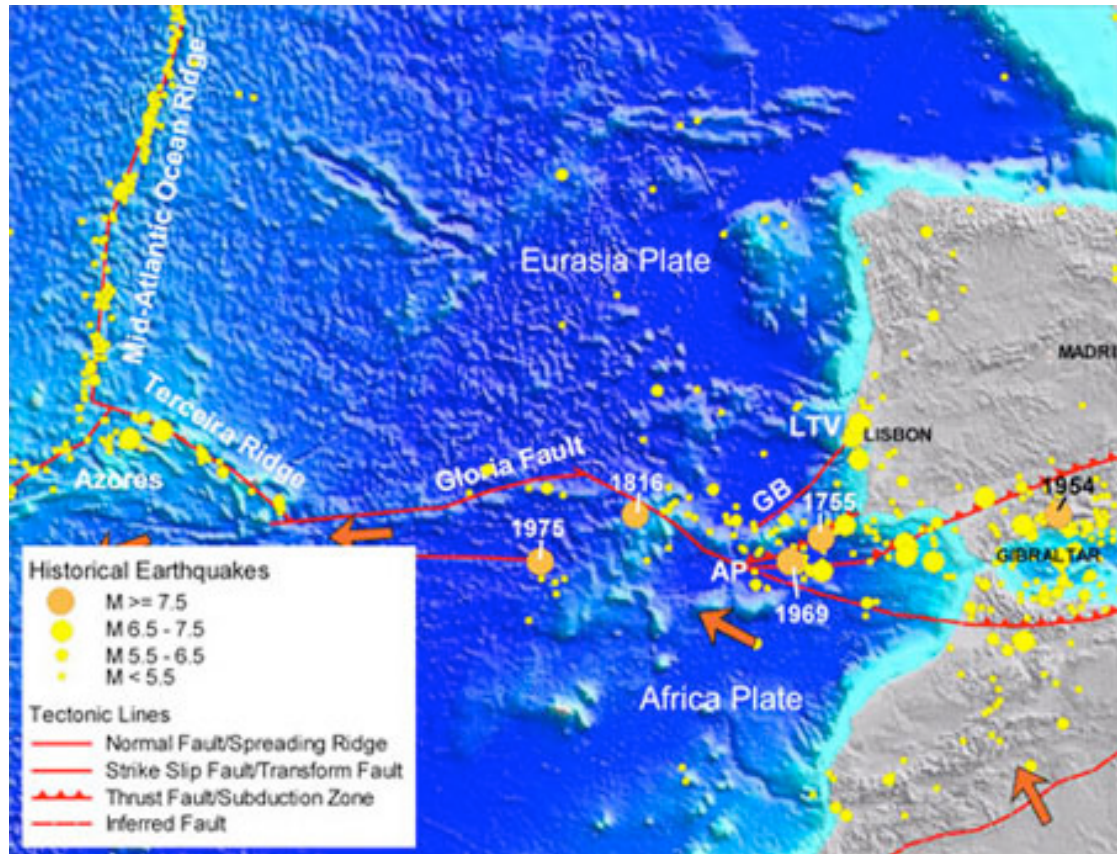 Mid-Atlantic Ocean Ridge
Eurasia Plate
MADRI
Terceira Ridge
LTV
LISBON
Azores
Gloria Fault
1816
GB
1755
1954
1975
GIBRALTAR
AP
1969
Africa Plate
Historical Earthquakes
M >= 7.5
M 6.5 - 7.5
M 5.5 - 6.5
M < 5.5
Tectonic Lines
Normal Fault/Spreading Ridge
Strike Slip Fault/Transform Fault
Thrust Fault/Subduction Zone
Inferred Fault